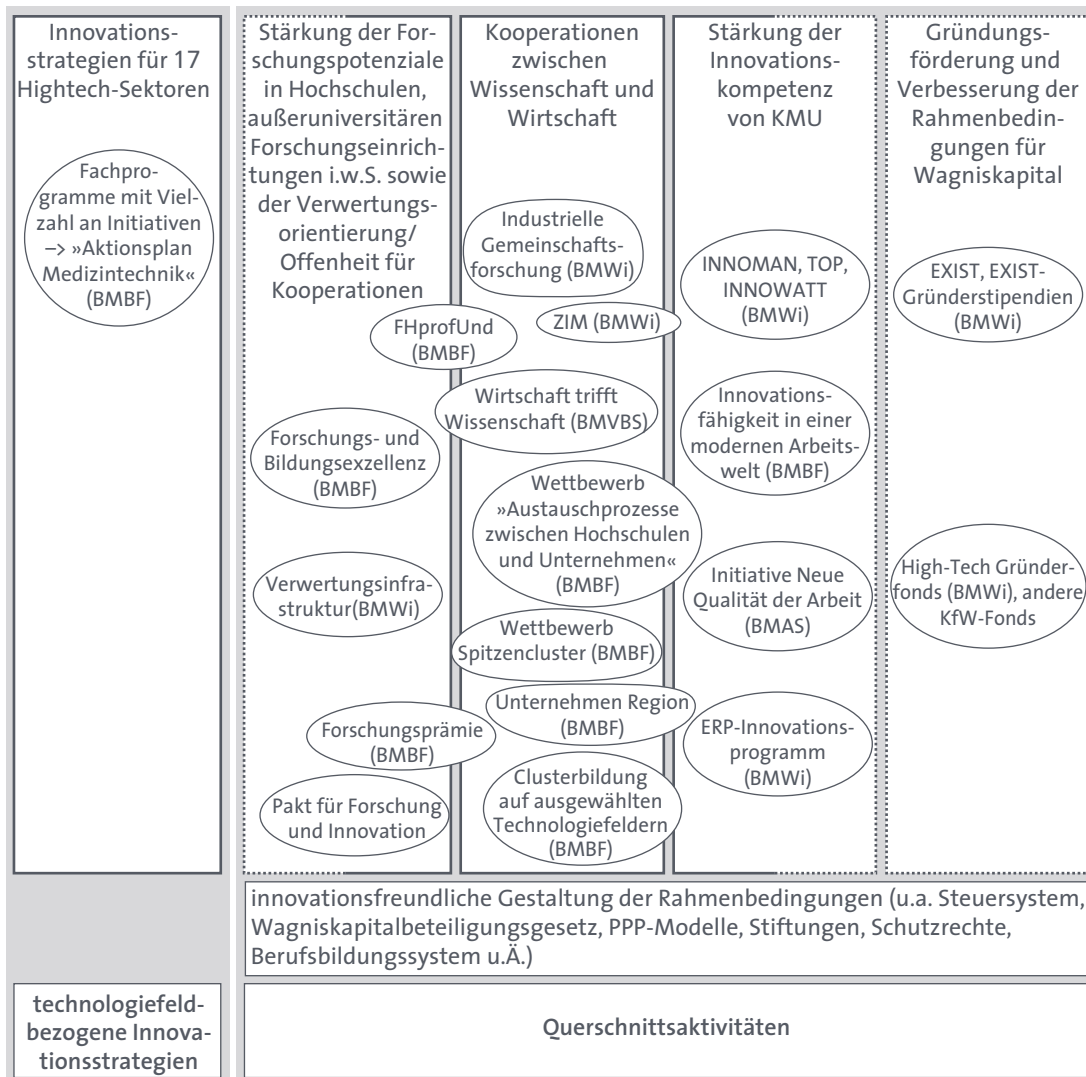 Innovations-
strategien für 17
Hightech-Sektoren
Fachpro-
gramme mit Viel-
zahl an Initiativen
–> »Aktionsplan
Medizintechnik«
(BMBF)
Stärkung der For-
schungspotenziale
in Hochschulen,
außeruniversitären
Forschungseinrich-
tungen i.w.S. sowie
der Verwertungs-
orientierung/
Offenheit für
Kooperationen
FHprofUnd
(BMBF)
Forschungs- und
Bildungsexzellenz
(BMBF)
Verwertungsinfra-
struktur(BMWi)
Forschungsprämie
(BMBF)
Pakt für Forschung
und Innovation
Kooperationen
zwischen
Wissenschaft und
Wirtschaft
Industrielle
Gemeinschafts-
forschung (BMWi)
ZIM (BMWi)
Wirtschaft trifft
Wissenschaft (BMVBS)
Wettbewerb
»Austauschprozesse
zwischen Hochschulen
und Unternehmen«
(BMBF)
Wettbewerb
Spitzencluster (BMBF)
Unternehmen Region
(BMBF)
Clusterbildung
auf ausgewählten
Technologiefeldern
(BMBF)
Stärkung der
Innovations-
kompetenz
von KMU
INNOMAN, TOP,
INNOWATT
(BMWi)
Innovations-
fähigkeit in einer
modernen Arbeits-
welt (BMBF)
Initiative Neue
Qualität der Arbeit
(BMAS)
ERP-Innovations-
programm
(BMWi)
Gründungs-
förderung und
Verbesserung der
Rahmenbedin-
gungen für
Wagniskapital
EXIST, EXIST-
Gründerstipendien
(BMWi)
High-Tech Gründer-
fonds (BMWi), andere
KfW-Fonds
innovationsfreundliche Gestaltung der Rahmenbedingungen (u.a. Steuersystem,
Wagniskapitalbeteiligungsgesetz, PPP-Modelle, Stiftungen, Schutzrechte,
Berufsbildungssystem u.Ä.)
technologiefeld-
bezogene Innova-
tionsstrategien
Querschnittsaktivitäten